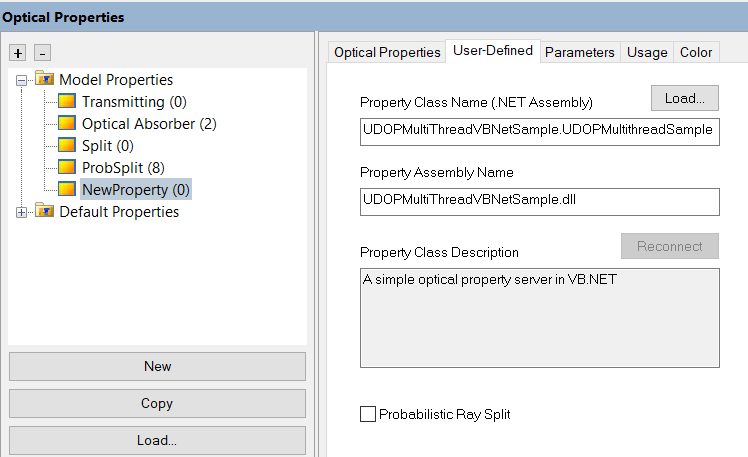 Optical Properties
+ -
Model Properties
Transmitting (0)
Optical Absorber (2)
Split (0)
ProbSplit (8)
NewProperty (0)
Default Properties
New
Copy
Load...
Optical Properties User-Defined Parameters Usage Color
Property Class Name (.NET Assembly) Load...
UDOPMultiThreadVBNetSample.UDOPMultithreadSample
Property Assembly Name
UDOPMultiThreadVBNetSample.dll
Property Class Description Reconnect
A simple optical property server in VB.NET
Probabilistic Ray Split